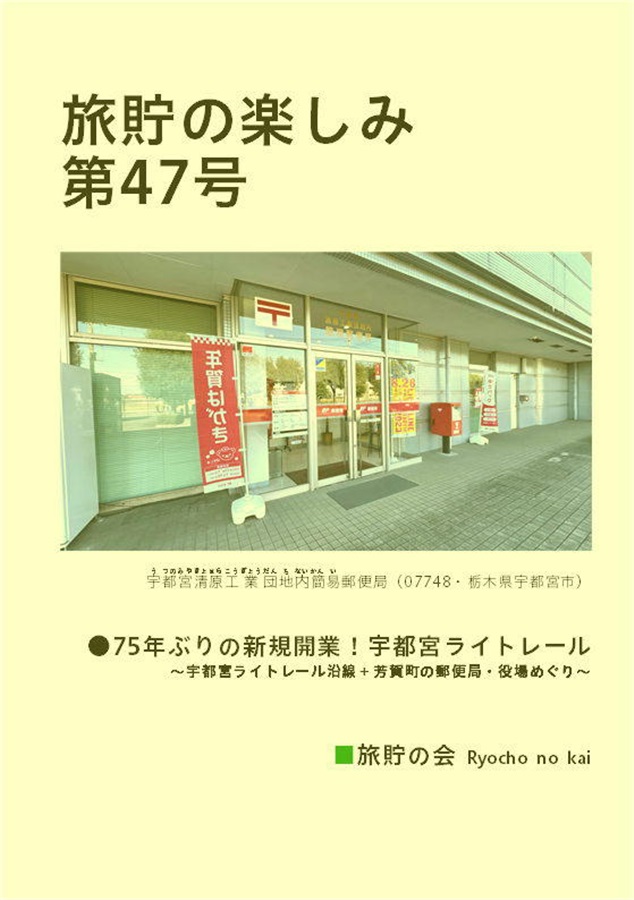 旅貯の楽しみ
第47号
〒
年賀はがき
8.28
宇都宮清原工業団地内簡易郵便局（07748・栃木県宇都宮市）
●75年ぶりの新規開業！宇都宮ライトレール
～宇都宮ライトレール沿線＋芳賀町の郵便局・役場めぐり～
■旅貯の会 Ryocho no kai